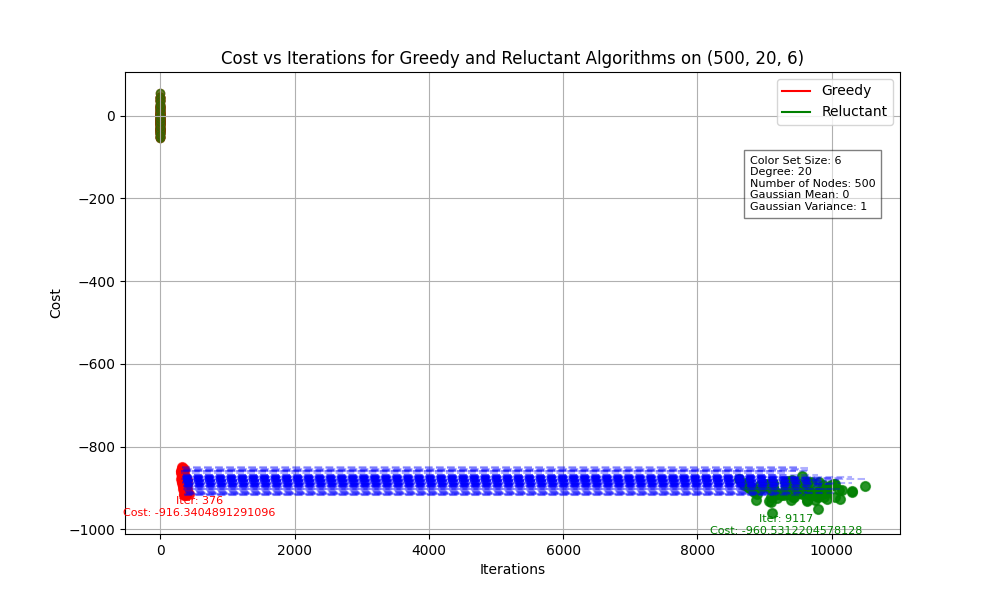 Cost vs Iterations for Greedy and Reluctant Algorithms on (500, 20, 6)
Greedy
Reluctant
Color Set Size: 6
Degree: 20
Number of Nodes: 500
Gaussian Mean: 0
Gaussian Variance: 1
Cost
0
−200
−400
−600
−800
−1000
Iter: 376
Cost: -916.3404891291096
Iter: 9117
Cost: -960.5312204578128
0
2000
4000
6000
8000
10000
Iterations